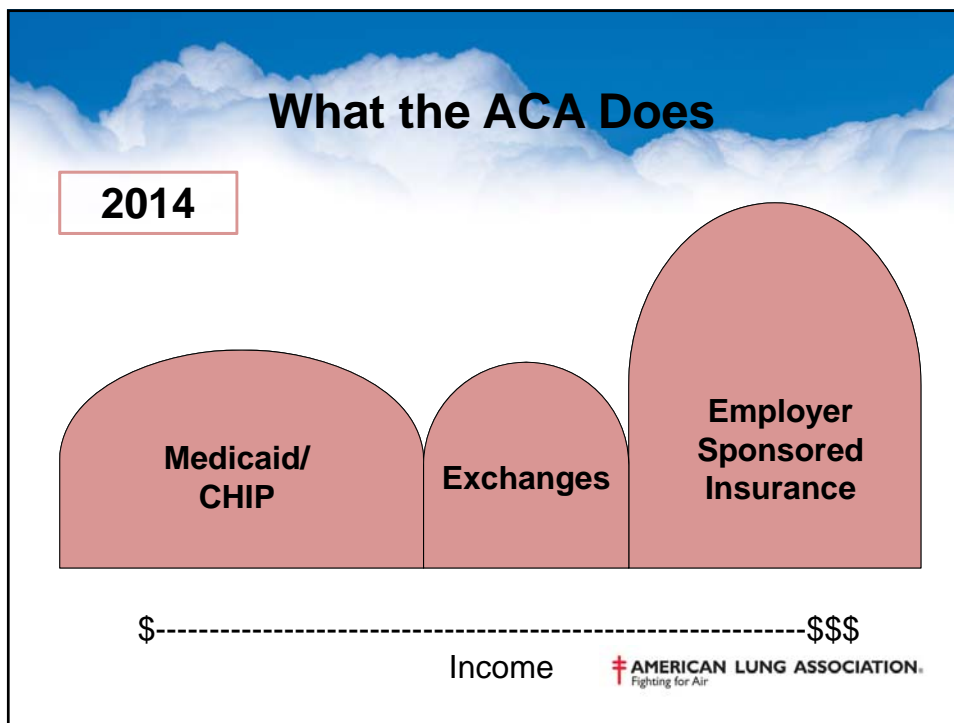 What the ACA Does
2014
Medicaid/
CHIP
Exchanges
Employer
Sponsored
Insurance
$-------------------------------------------------------------$$$
Income
AMERICAN LUNG ASSOCIATION®
Fighting for Air